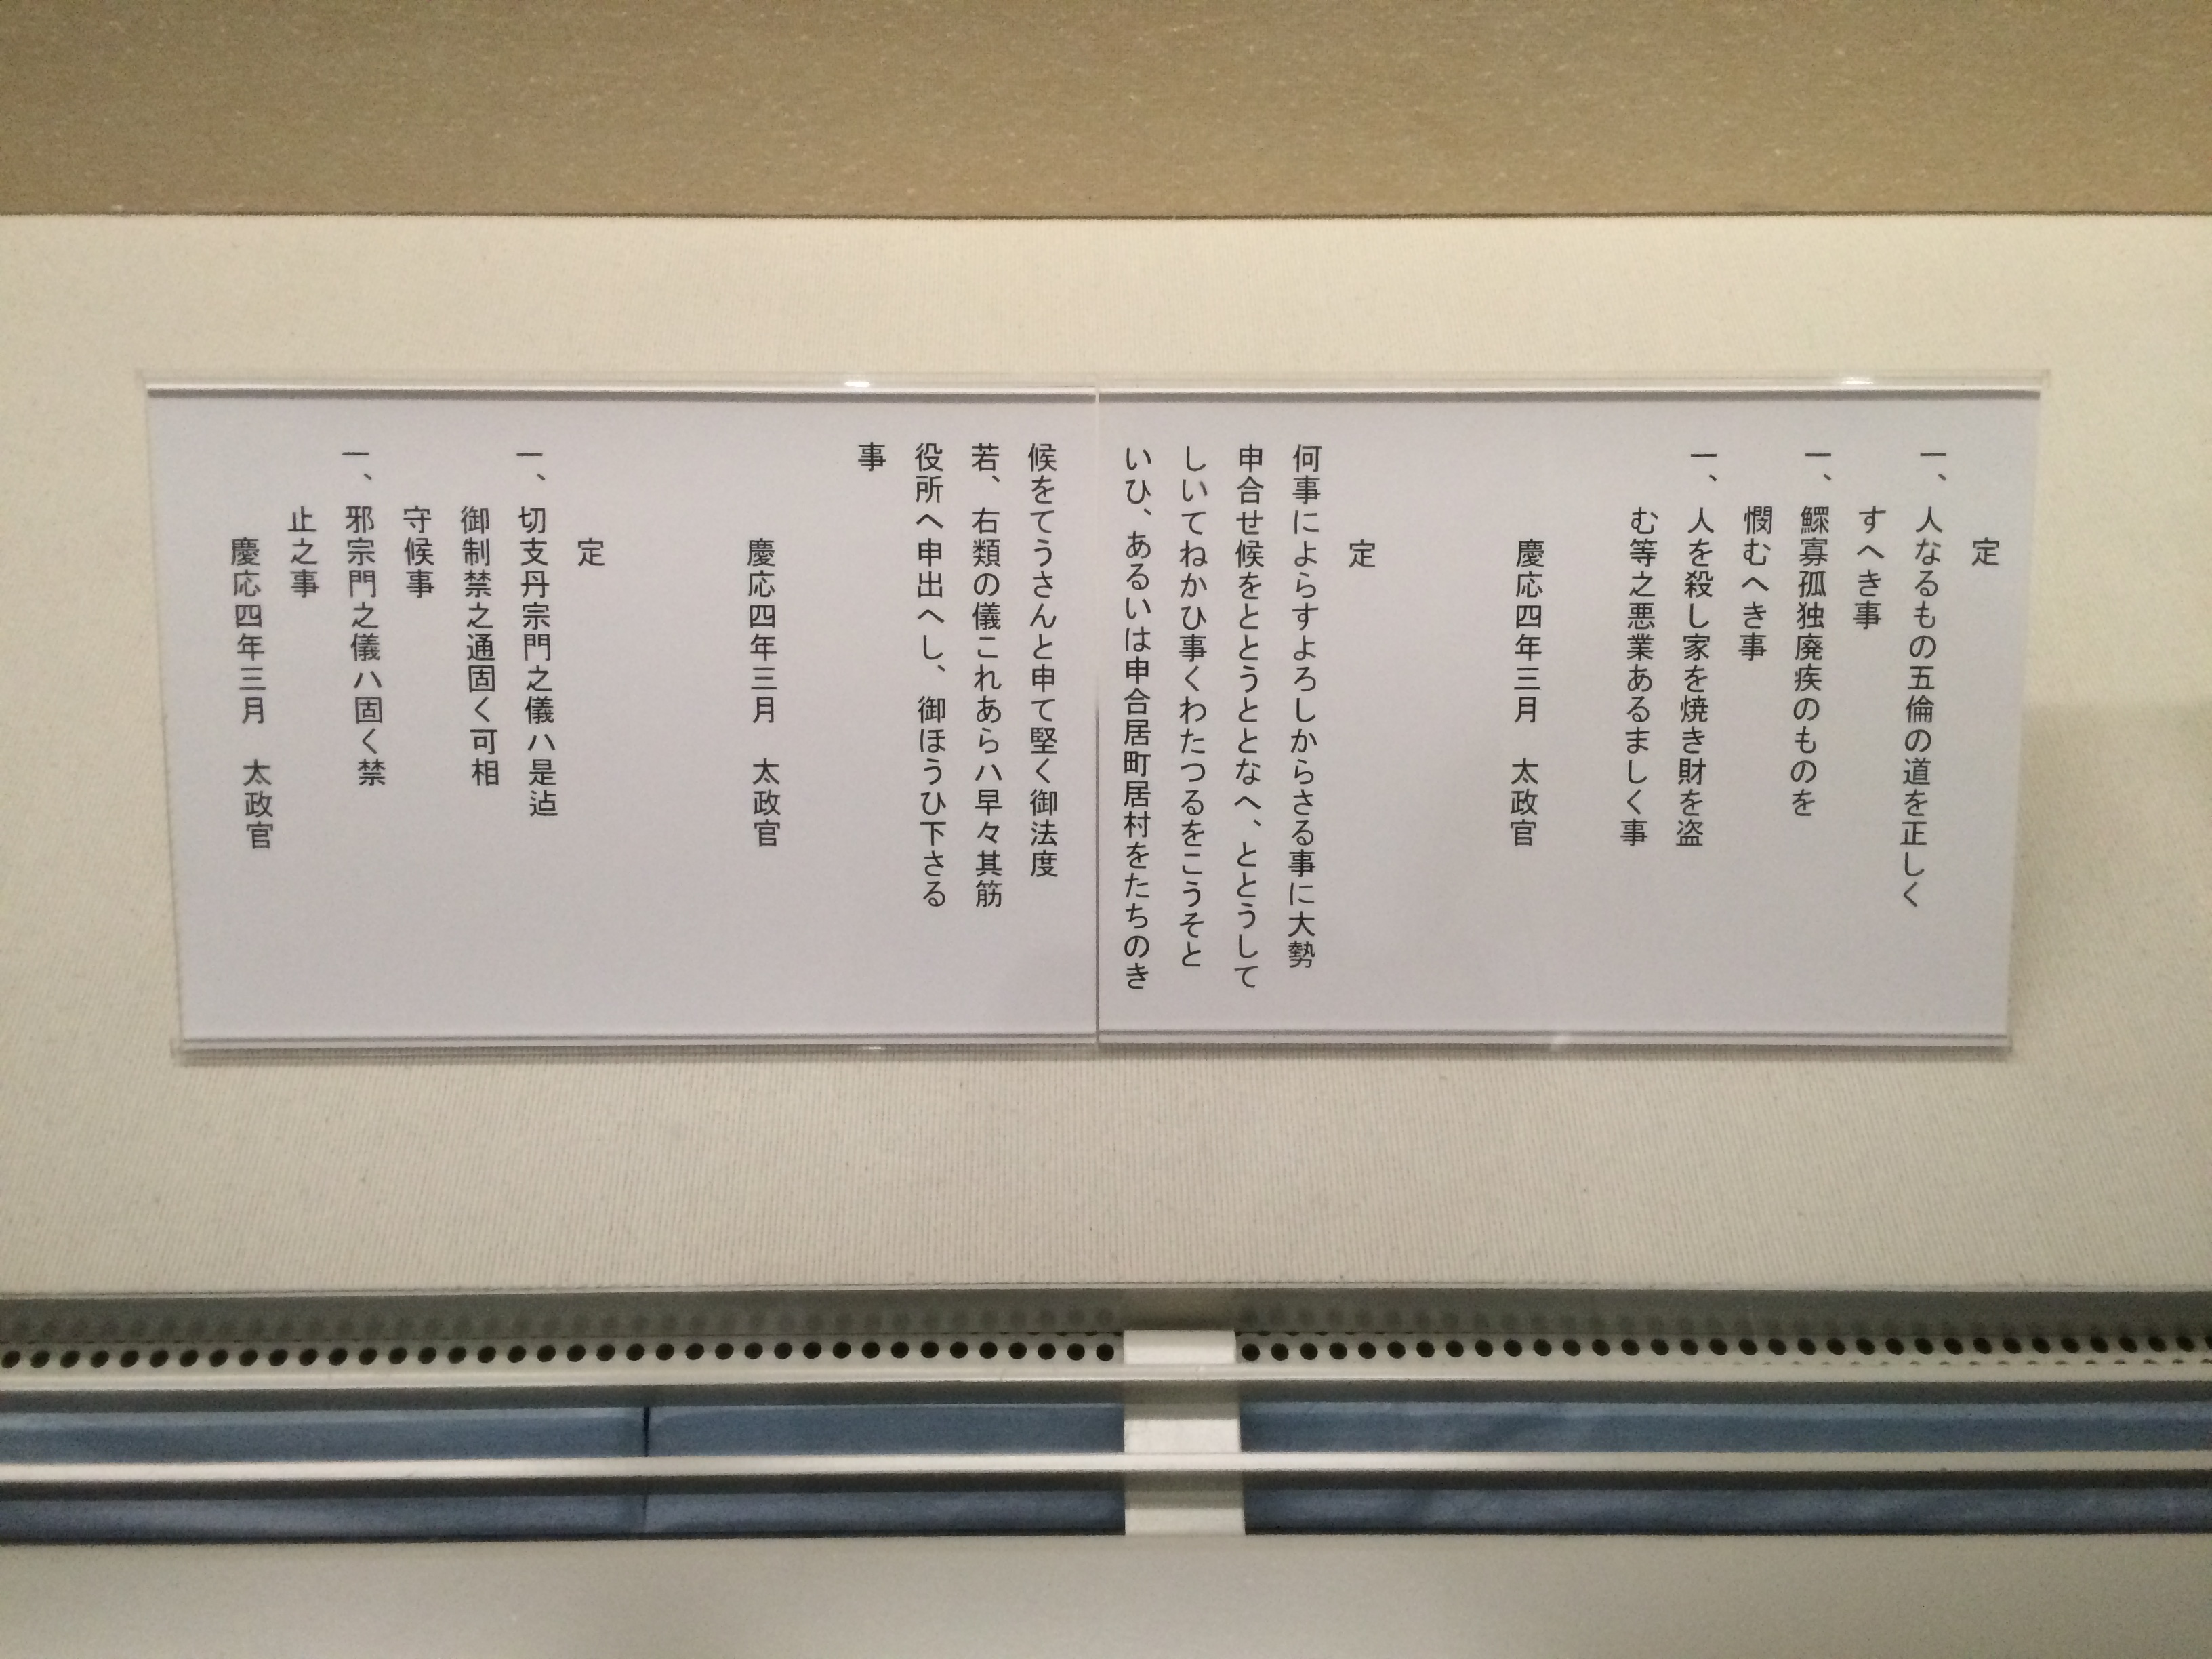 定
一、人なるもの五倫の道を正しく
すへき事
一、鰥寡孤独廃疾のものを
憫むへき事
一、人を殺し家を焼き財を盗
む等之悪業あるましく事
慶応四年三月　太政官
定
何事によらすよろしからさる事に大勢
申合せ候をととうととなへ、ととうして
しいてねかひ事くわたつるをこうそと
いひ、あるいは申合居町居村をたちのき
候をてうさんと申て堅く御法度
若、右類の儀これあらハ早々其筋
役所へ申出へし、御ほうひ下さる
事
慶応四年三月　太政官
定
一、切支丹宗門之儀ハ是迠
御制禁之通固く可相
守候事
一、邪宗門之儀ハ固く禁
止之事
慶応四年三月　太政官